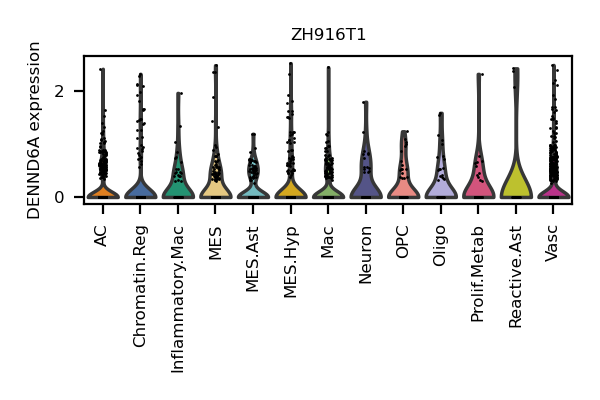 ZH916T1
DENND6A expression
2
0
AC
Chromatin.Reg
Inflammatory.Mac
MES
MES.Ast
MES.Hyp
Mac
Neuron
OPC
Oligo
Prolif.Metab
Reactive.Ast
Vasc